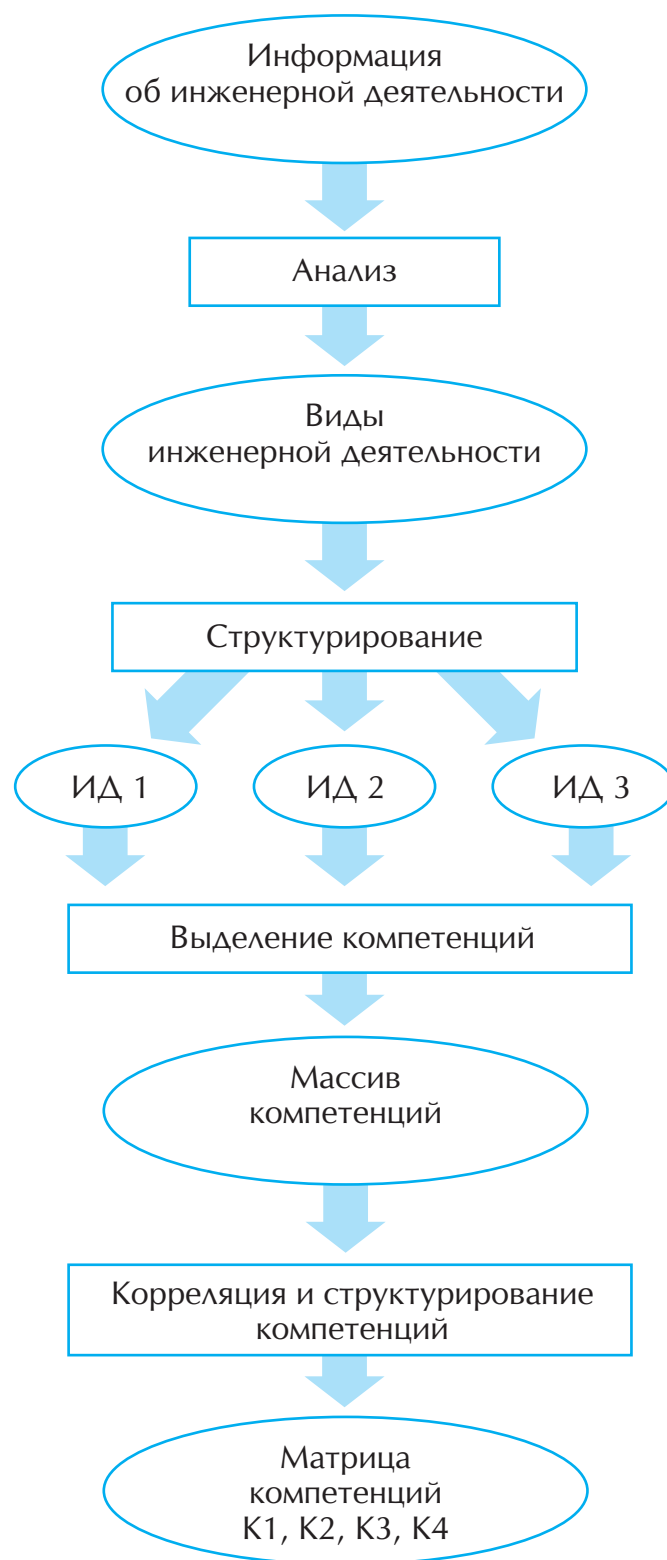 Информация
об инженерной деятельности
Анализ
Виды
инженерной деятельности
Структурирование
ИД 1 ИД 2 ИД 3
Выделение компетенций
Массив
компетенций
Корреляция и структурирование
компетенций
Матрица
компетенций
К1, К2, К3, К4